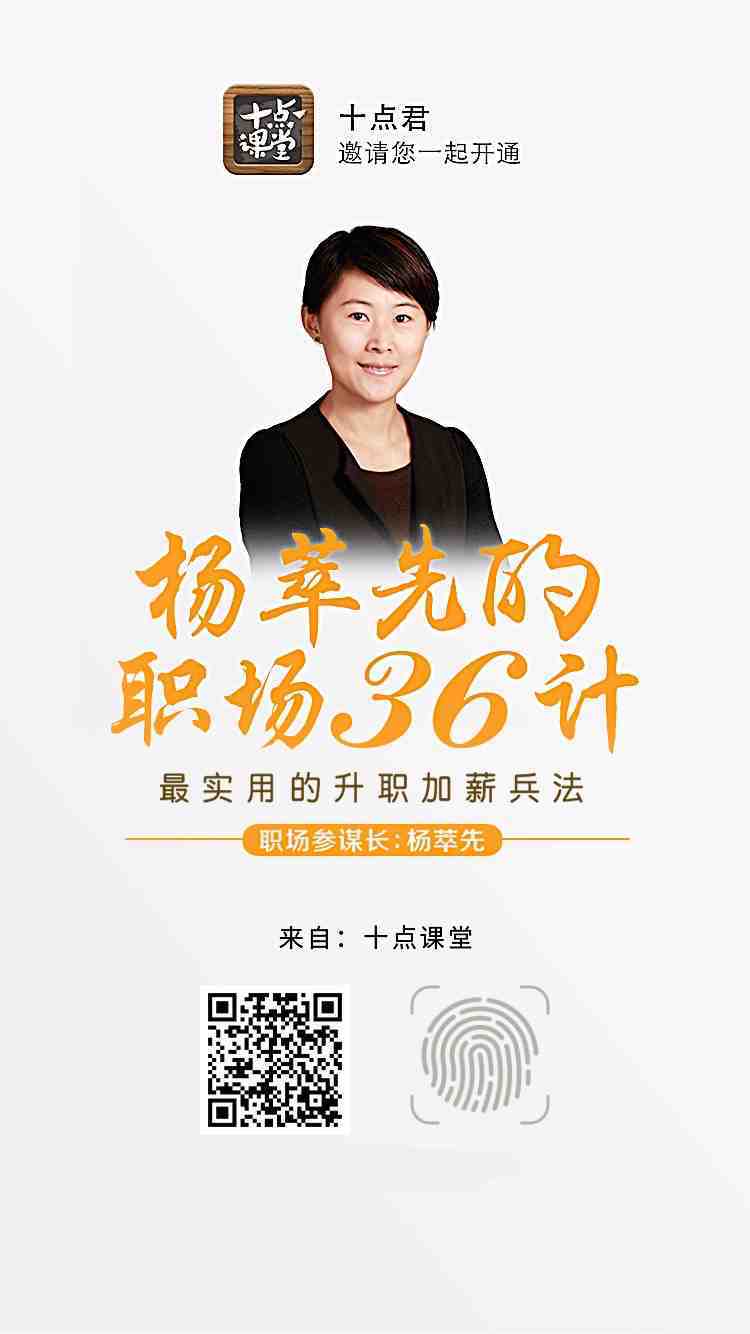 十点
课堂
十点君
邀请您一起开通
杨萃先的
职场36计
最实用的升职加薪兵法
职场参谋长:杨萃先
来自：十点课堂